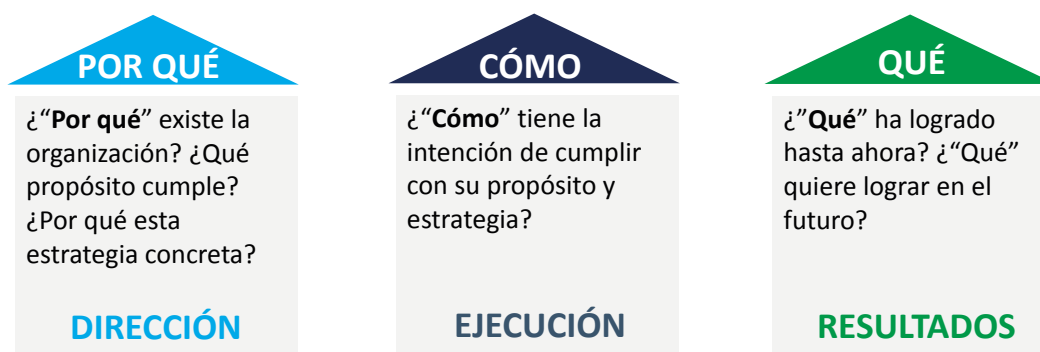 POR QUÉ
¿“Por qué” existe la
organización? ¿Qué
propósito cumple?
¿Por qué esta
estrategia concreta?
DIRECCIÓN
CÓMO
¿“Cómo” tiene la
intención de cumplir
con su propósito y
estrategia?
EJECUCIÓN
QUÉ
¿”Qué” ha logrado
hasta ahora? ¿“Qué”
quiere lograr en el
futuro?
RESULTADOS